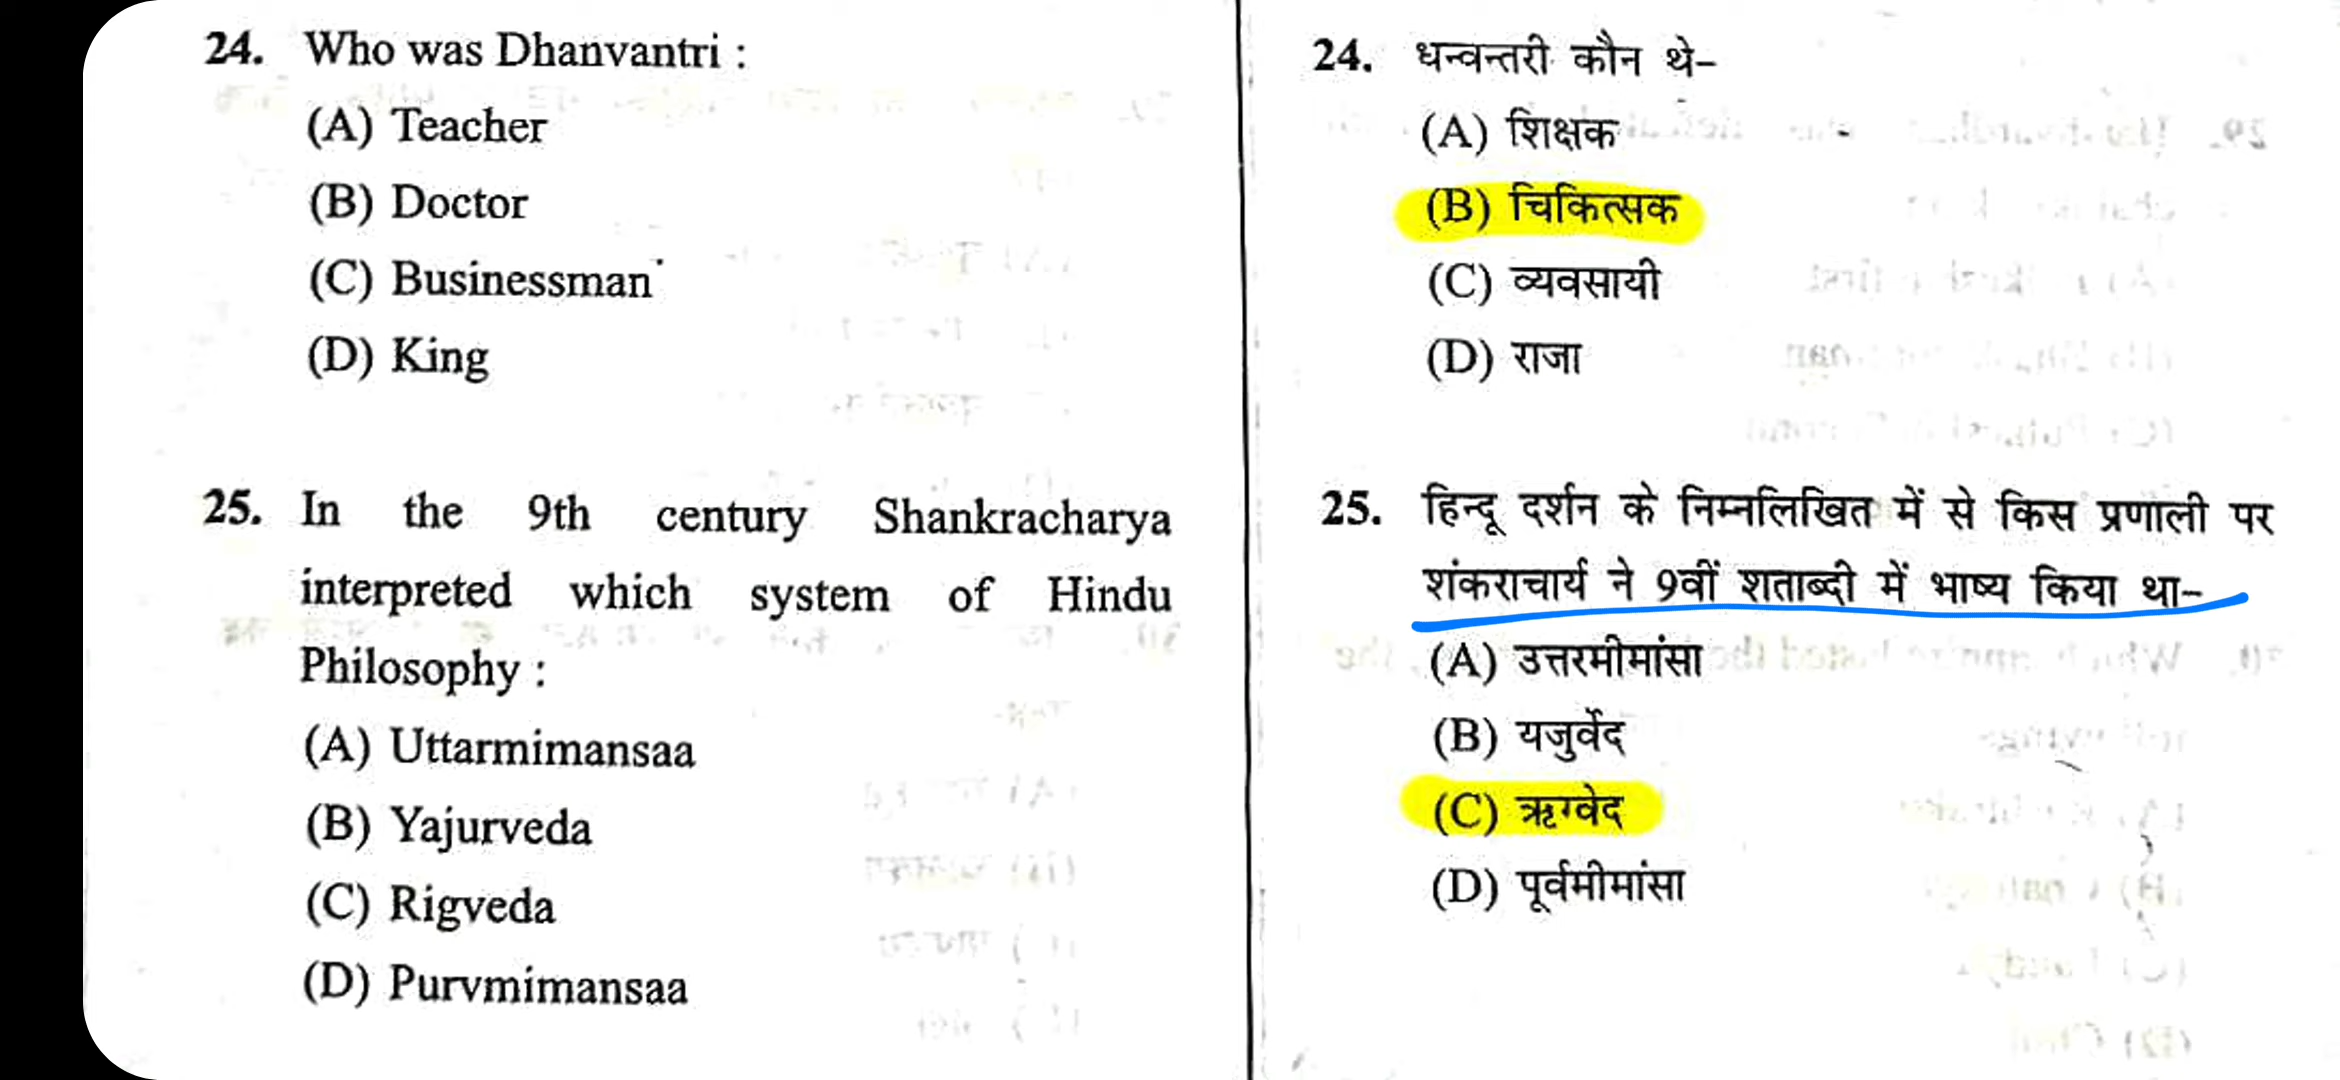 24. Who was Dhanvantri :
(A) Teacher
(B) Doctor
(C) Businessman
(D) King
25. In the 9th century Shankracharya
interpreted which system of Hindu
Philosophy :
(A) Uttarmimansaa
(B) Yajurveda
(C) Rigveda
(D) Purvmimansaa
24. धन्वन्तरी कौन थे–
(A) शिक्षक
(B) चिकित्सक
(C) व्यवसायी
(D) राजा
25. हिन्दू दर्शन के निम्नलिखित में से किस प्रणाली पर
शंकराचार्य ने 9वीं शताब्दी में भाष्य किया था–
(A) उत्तरमीमांसा
(B) यजुर्वेद
(C) ऋग्वेद
(D) पूर्वमीमांसा